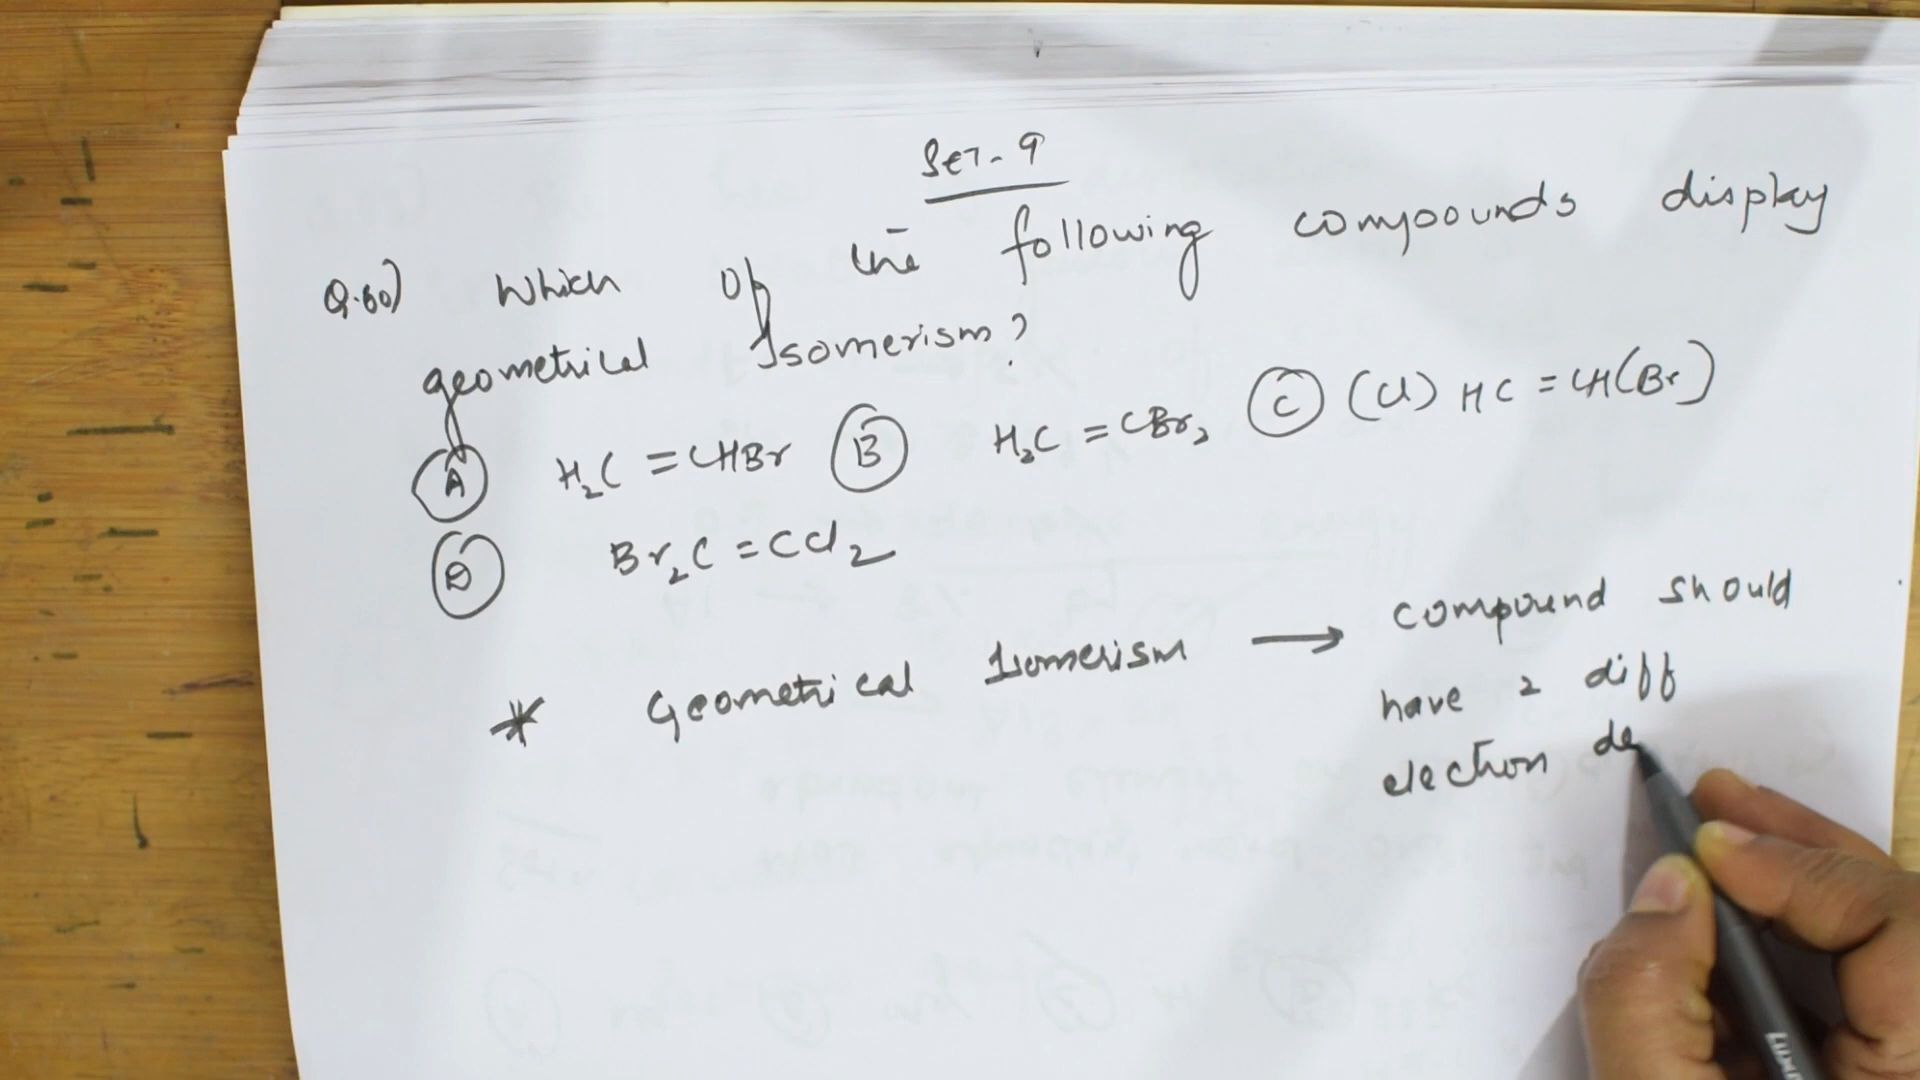 SET-9
Q.60) Which of the following compounds display
geometrical Isomerism?
A H₂C = CHBr B H₂C = CBr₂ C (Cl) HC = CH(Br)
D Br₂C = CCl₂
* Geometrical Isomerism → compound should
have 2 diff
election de